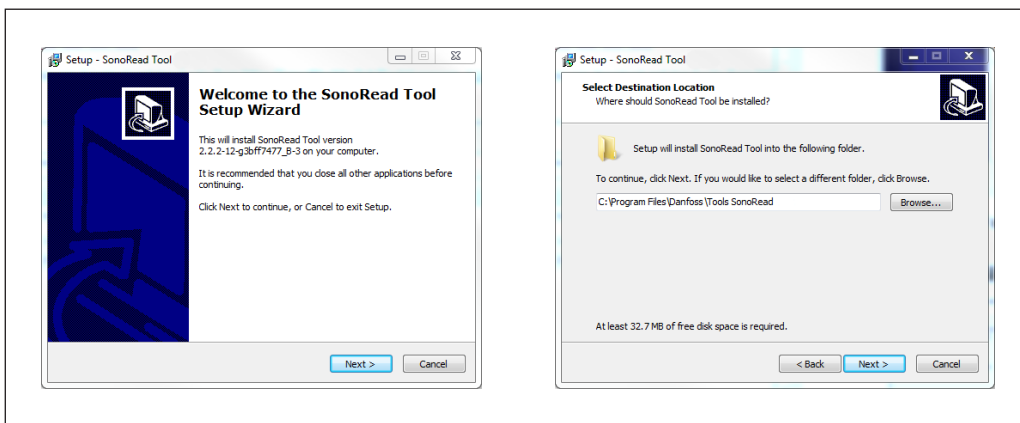 Setup - SonoRead Tool
Welcome to the SonoRead Tool
Setup Wizard
This will install SonoRead Tool version
2.2.2-12-g3bff7477_B-3 on your computer.
It is recommended that you close all other applications before
continuing.
Click Next to continue, or Cancel to exit Setup.
Next >
Cancel
Setup - SonoRead Tool
Select Destination Location
Where should SonoRead Tool be installed?
Setup will install SonoRead Tool into the following folder.
To continue, click Next. If you would like to select a different folder, click Browse.
C:\Program Files\Danfoss\Tools SonoRead
Browse...
At least 32.7 MB of free disk space is required.
< Back
Next >
Cancel